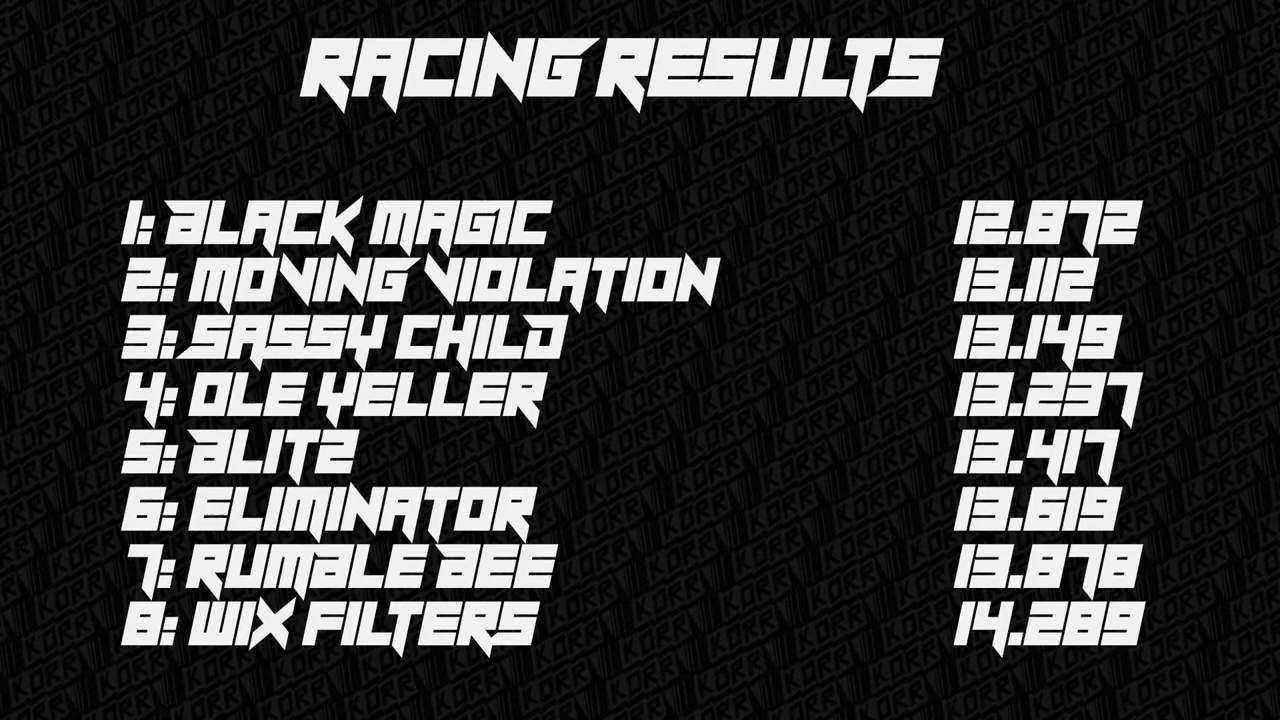 RACING RESULTS
1: BLACK MAGIC 12.872
2: MOVING VIOLATION 13.112
3: SASSY CHILD 13.149
4: OLE YELLER 13.237
5: BLITZ 13.417
6: ELIMINATOR 13.619
7: RUMBLE BEE 13.878
8: WIX FILTERS 14.289